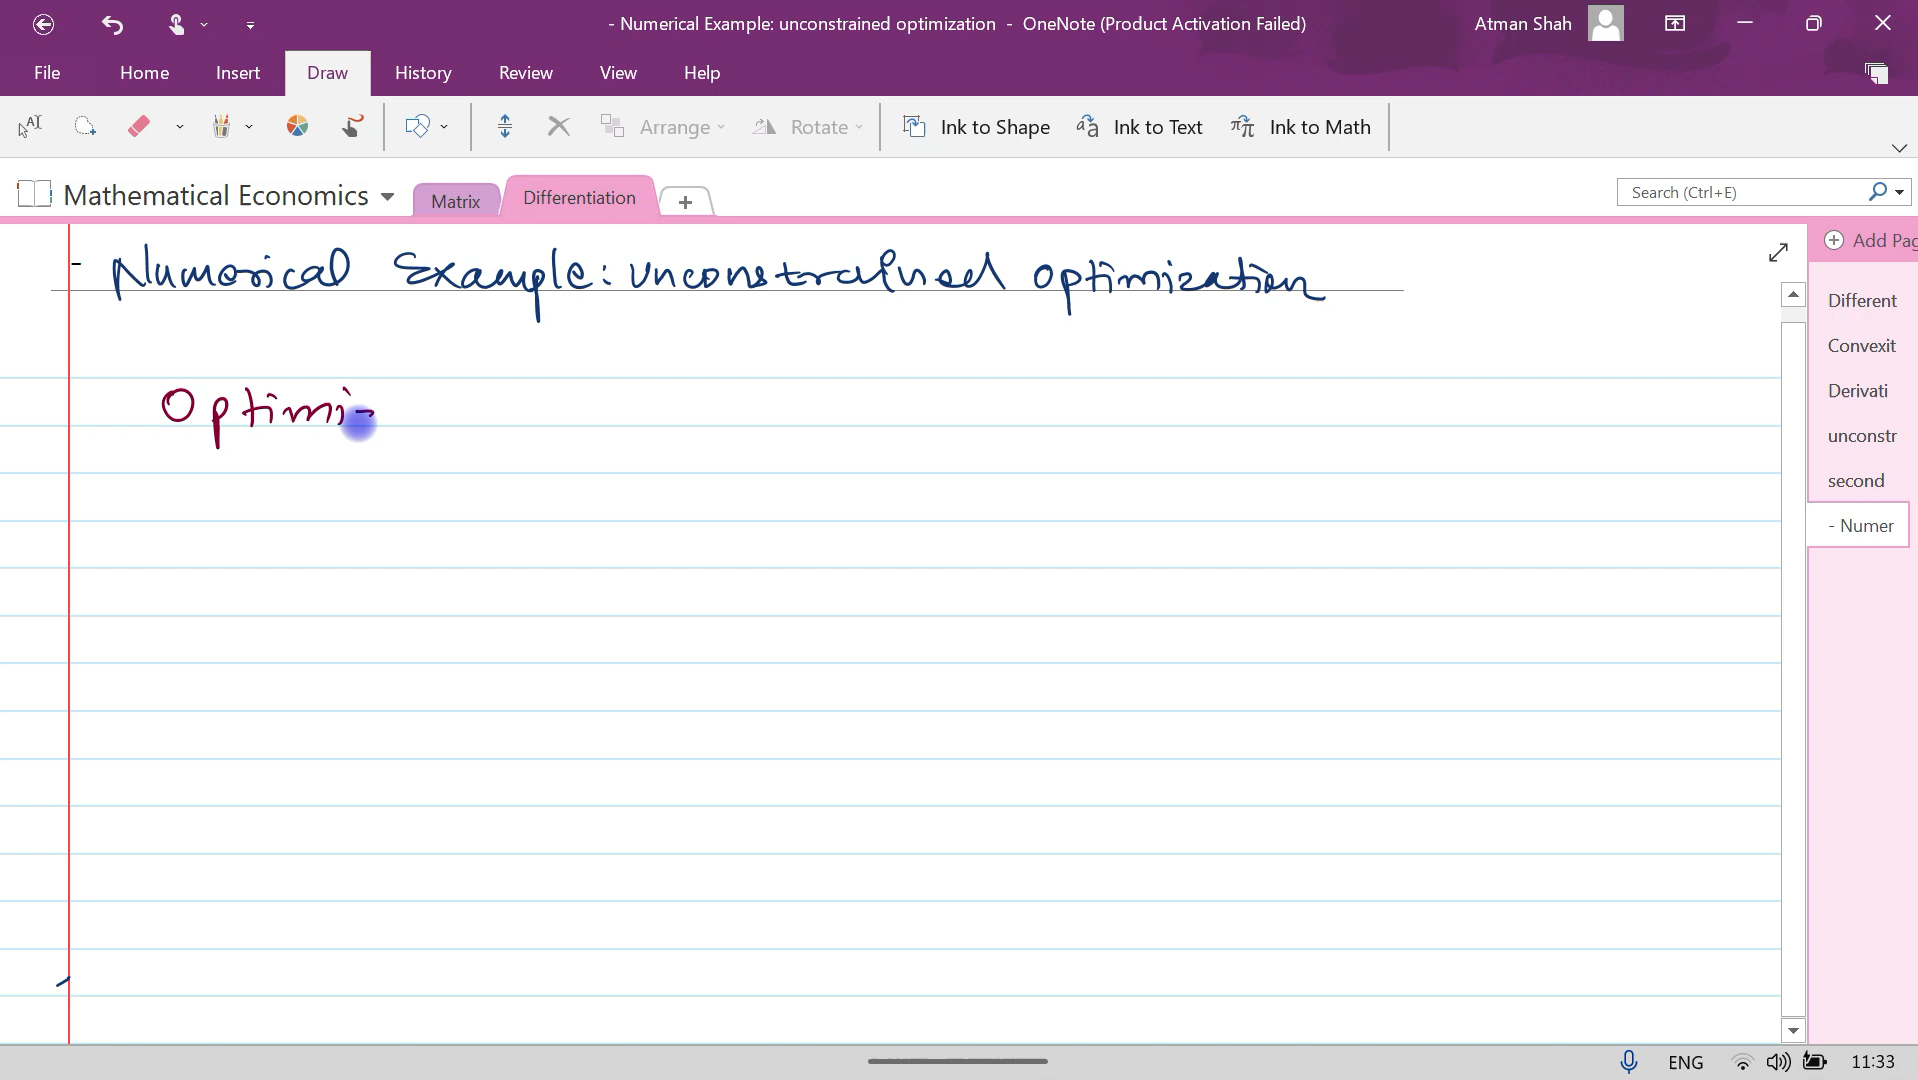 - Numerical Example: unconstrained optimization - OneNote (Product Activation Failed)
Atman Shah
File Home Insert Draw History Review View Help
Arrange Rotate Ink to Shape Ink to Text Ink to Math
Mathematical Economics Matrix Differentiation +
Search (Ctrl+E)
- Numerical Example: unconstrained optimization
Optimi
Add Pag
Different
Convexit
Derivati
unconstr
second
- Numer
ENG 11:33